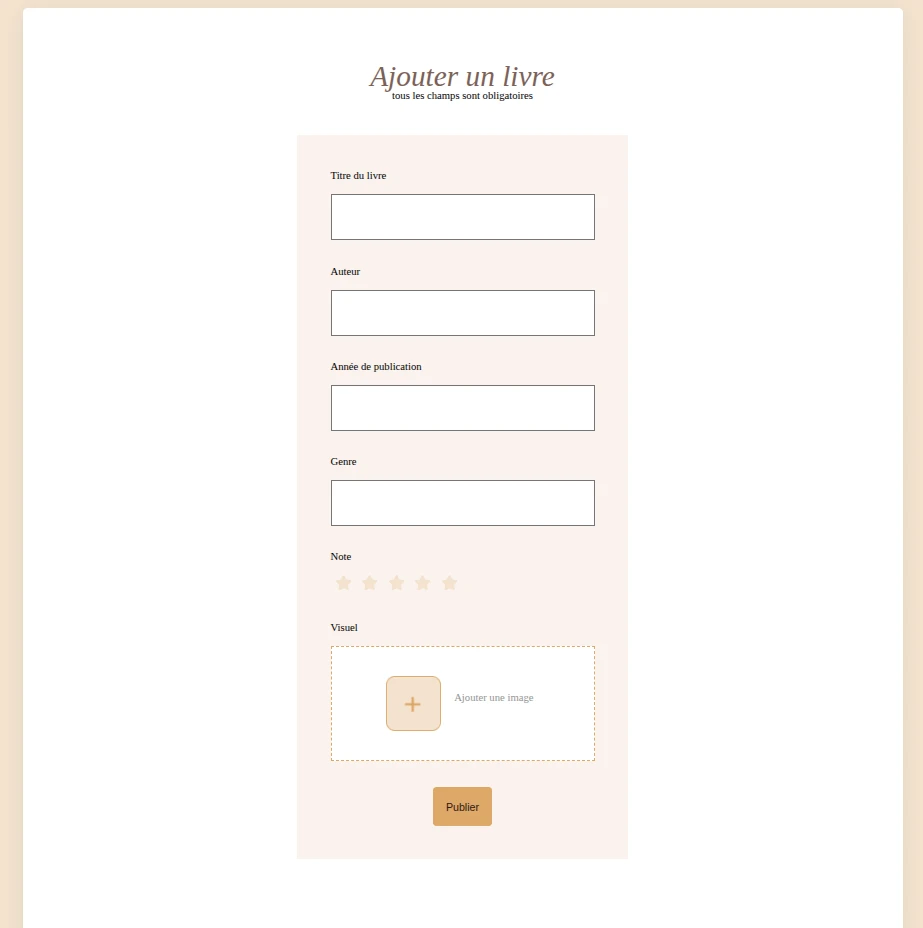 Ajouter un livre
tous les champs sont obligatoires
Titre du livre
Auteur
Année de publication
Genre
Note
Visuel
+ Ajouter une image
Publier